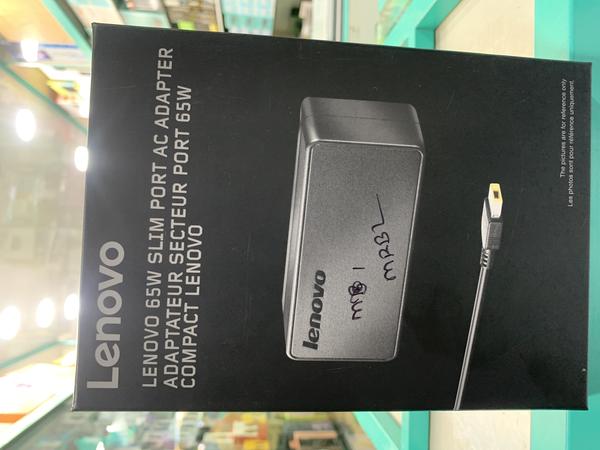 Lenovo
LENOVO 65W SLIM PORT AC ADAPTER
ADAPTATEUR SECTEUR PORT 65W
COMPACT LENOVO
lenovo
MRBL
The pictures are for reference only
Les photos sont pour référence uniquement.